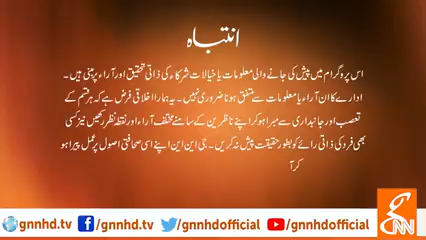 انتباہ
اس پروگرام میں پیش کی جانے والی معلومات یا خیالات شرکاء کی ذاتی تحقیق اور آراء پر مبنی ہیں۔
ادارے کا ان آراء یا معلومات سے متفق ہونا ضروری نہیں۔ یہ ہمارا اخلاقی فرض ہے کہ ہر قسم کے
تعصب اور جانبداری سے مبرا ہو کر اپنے ناظرین کے سامنے مختلف آراء اور نقطہ نظر رکھیں نیز کسی
بھی فرد کی ذاتی رائے کو بطور حقیقت پیش نہ کریں۔ جی این این اپنے اسی صحافتی اصول پر عمل پیرا ہو
کر آ
GNN
gnnhd.tv
/gnnhdofficial
/gnnhdofficial